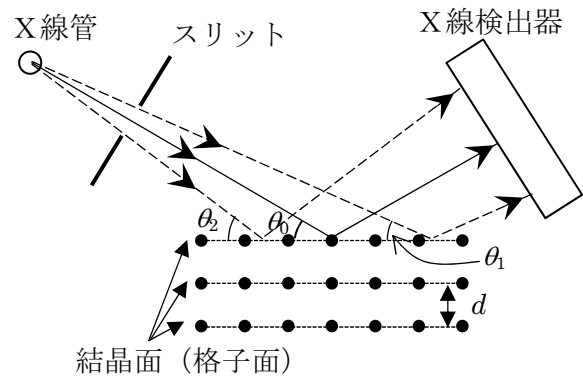 X線管
スリット
X線検出器
θ₂
θ₀
θ₁
d
結晶面（格子面）